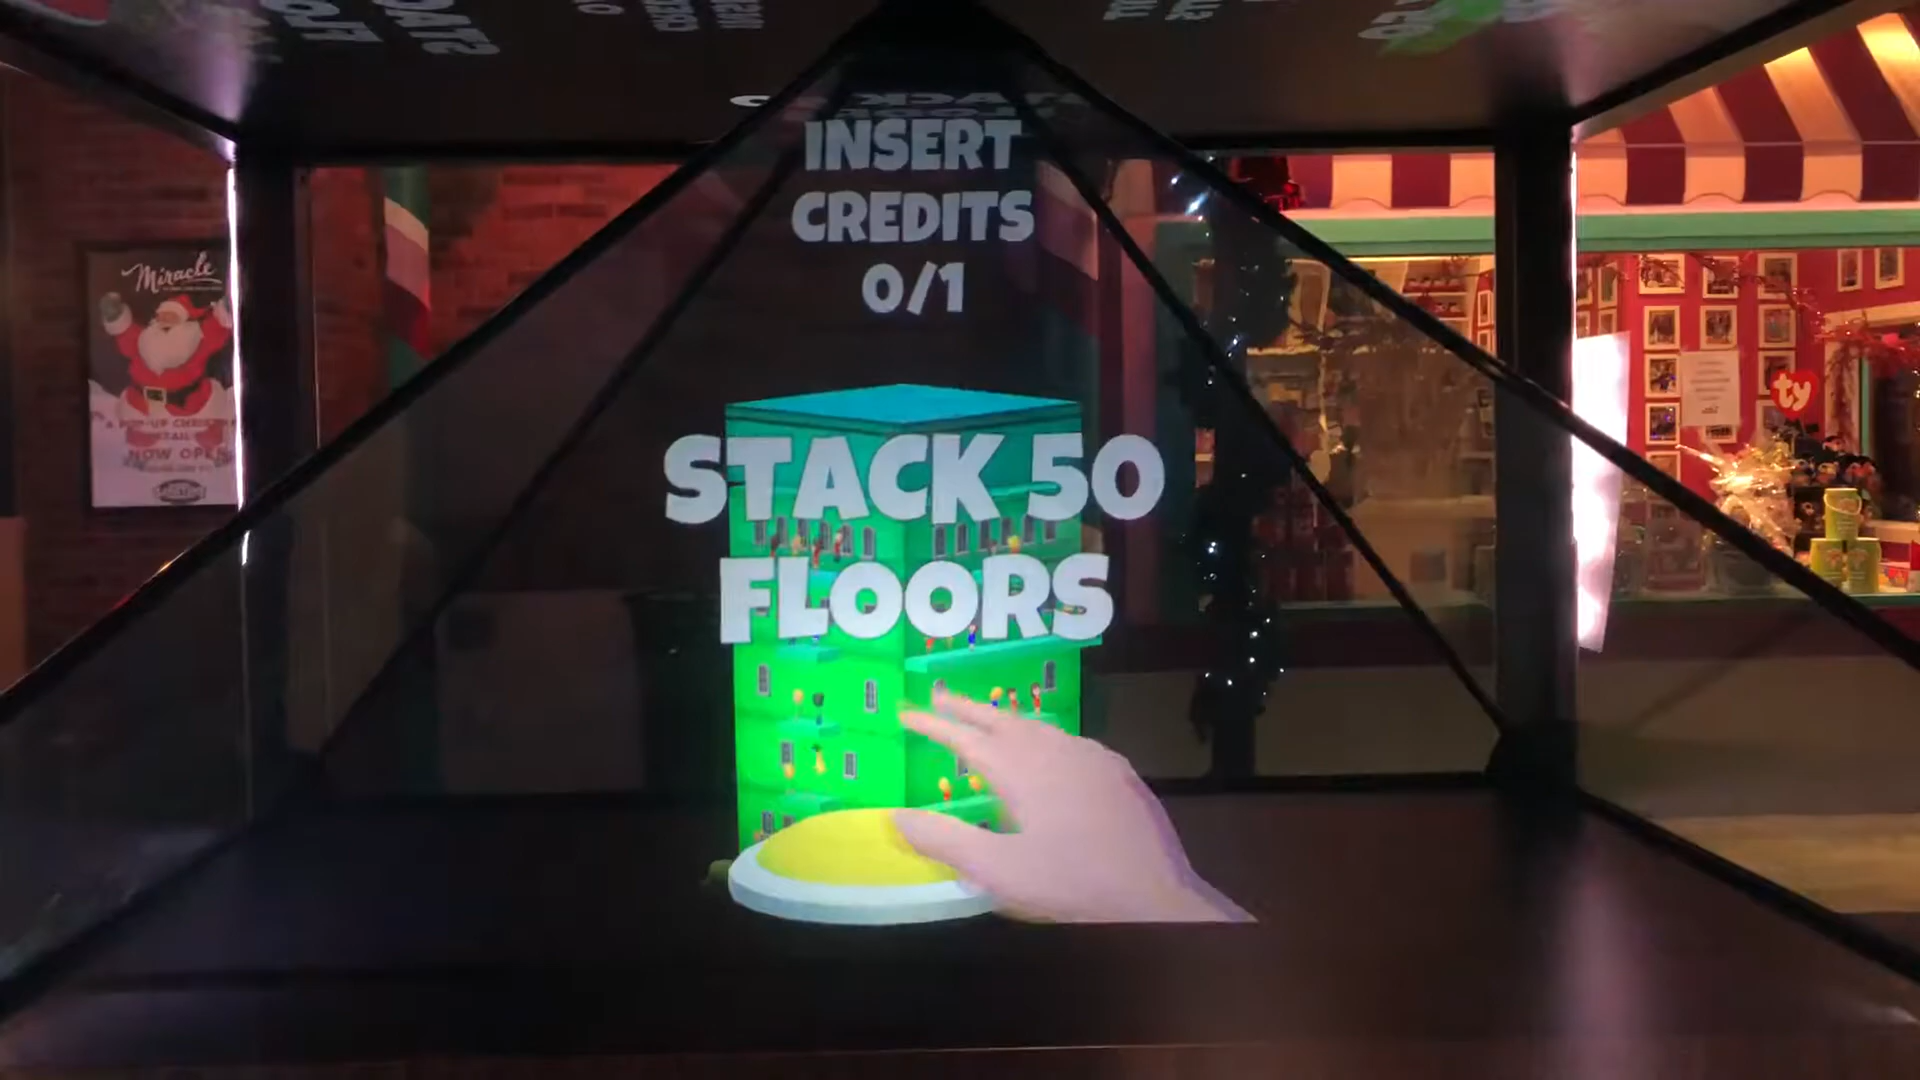 INSERT
CREDITS
0/1
STACK 50
FLOORS
Miracle
NOW OPEN
ty